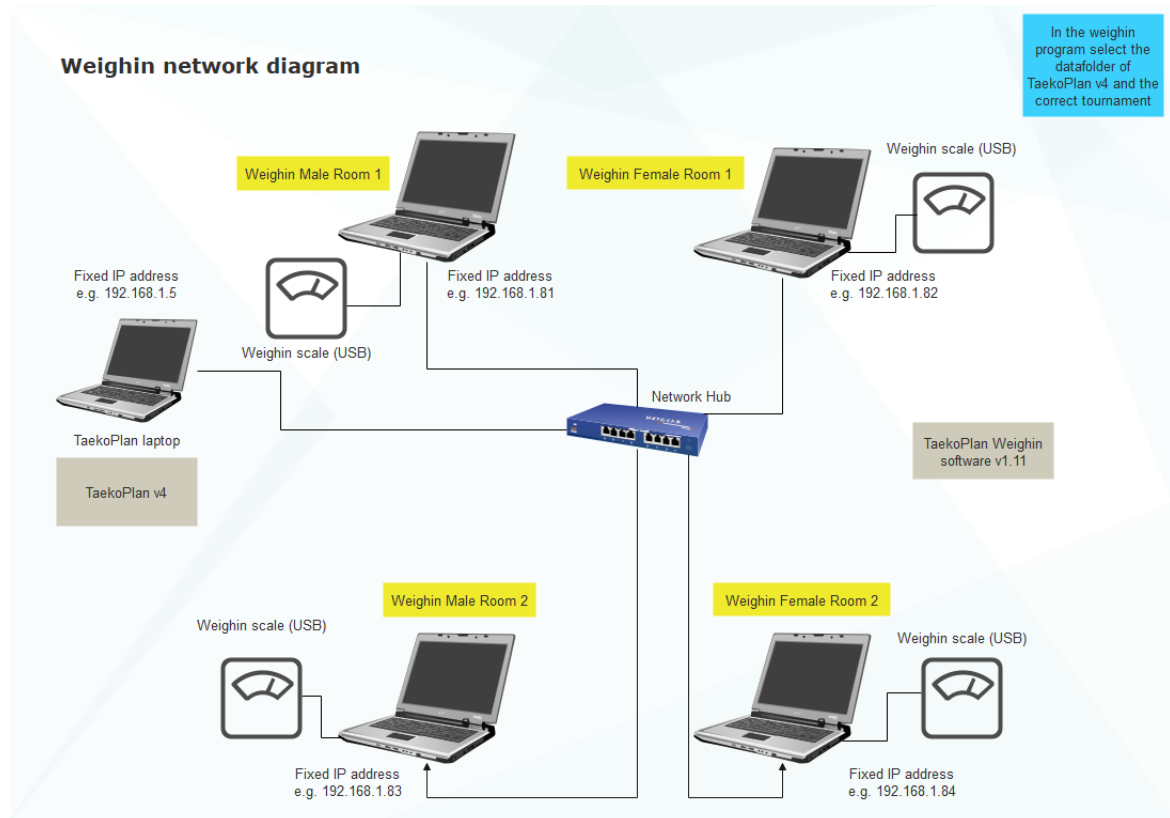 Weighin network diagram
In the weighin
program select the
datafolder of
TaekoPlan v4 and the
correct tournament
Weighin Male Room 1
Weighin Female Room 1
Weighin scale (USB)
Fixed IP address
e.g. 192.168.1.5
Fixed IP address
e.g. 192.168.1.81
Fixed IP address
e.g. 192.168.1.82
Weighin scale (USB)
Network Hub
NETGEAR
TaekoPlan laptop
TaekoPlan v4
TaekoPlan Weighin
software v1.11
Weighin Male Room 2
Weighin Female Room 2
Weighin scale (USB)
Weighin scale (USB)
Fixed IP address
e.g. 192.168.1.83
Fixed IP address
e.g. 192.168.1.84